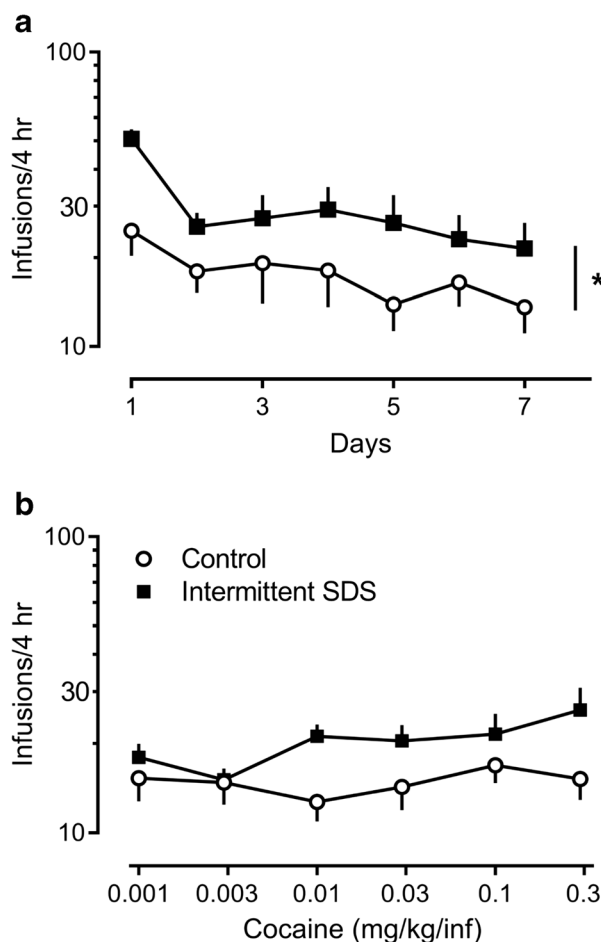 a
100
30
10
Infusions/4 hr
*
1 3 5 7
Days
b
100
30
10
Infusions/4 hr
Control
Intermittent SDS
0.001 0.003 0.01 0.03 0.1 0.3
Cocaine (mg/kg/inf)